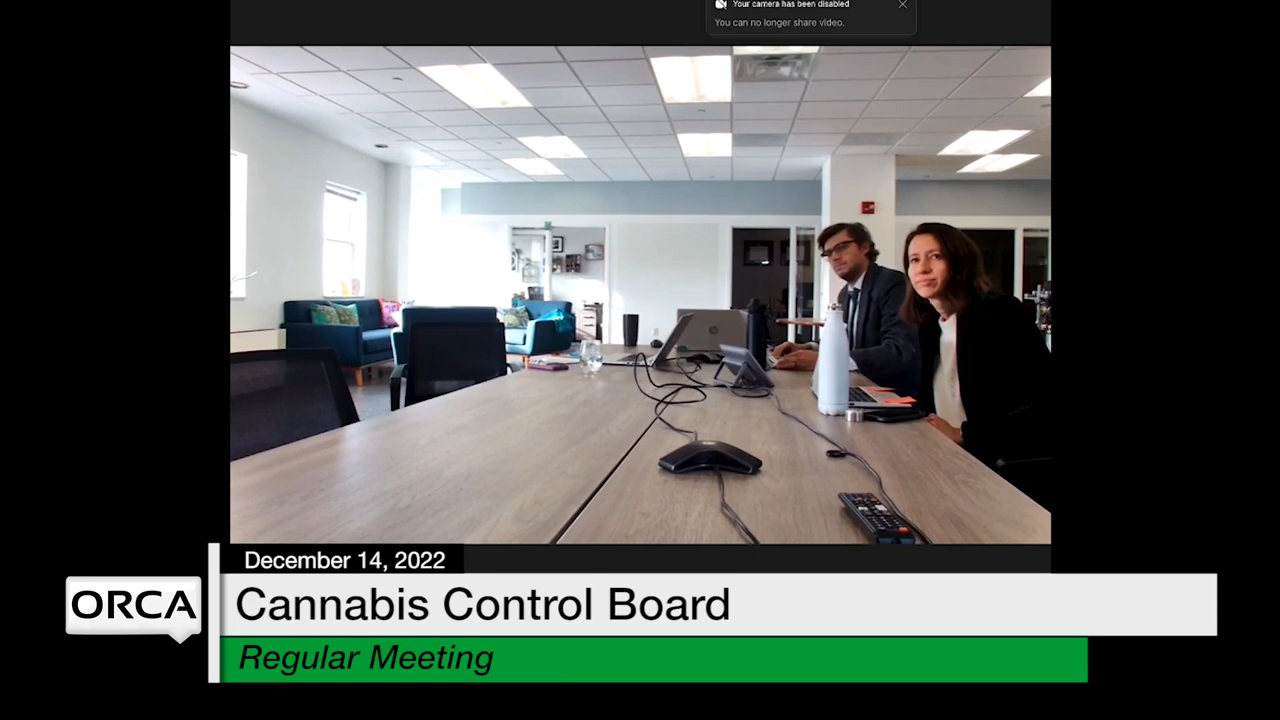 Your camera has been disabled
You can no longer share video.
December 14, 2022
ORCA
Cannabis Control Board
Regular Meeting